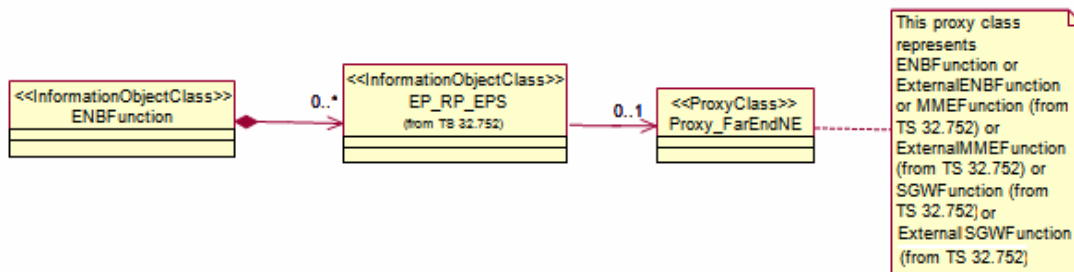 <<InformationObjectClass>>
ENBFunction
0..*
<<InformationObjectClass>>
EP_RP_EPS
(from TS 32.752)
0..1
<<ProxyClass>>
Proxy_FarEndNE
This proxy class
represents
ENBFunction or
ExternalENBFunction
or MMEFunction (from
TS 32.752) or
ExternalMMEFunction
(from TS 32.752) or
SGWFunction (from
TS 32.752) or
ExternalSGWFunction
(from TS 32.752)